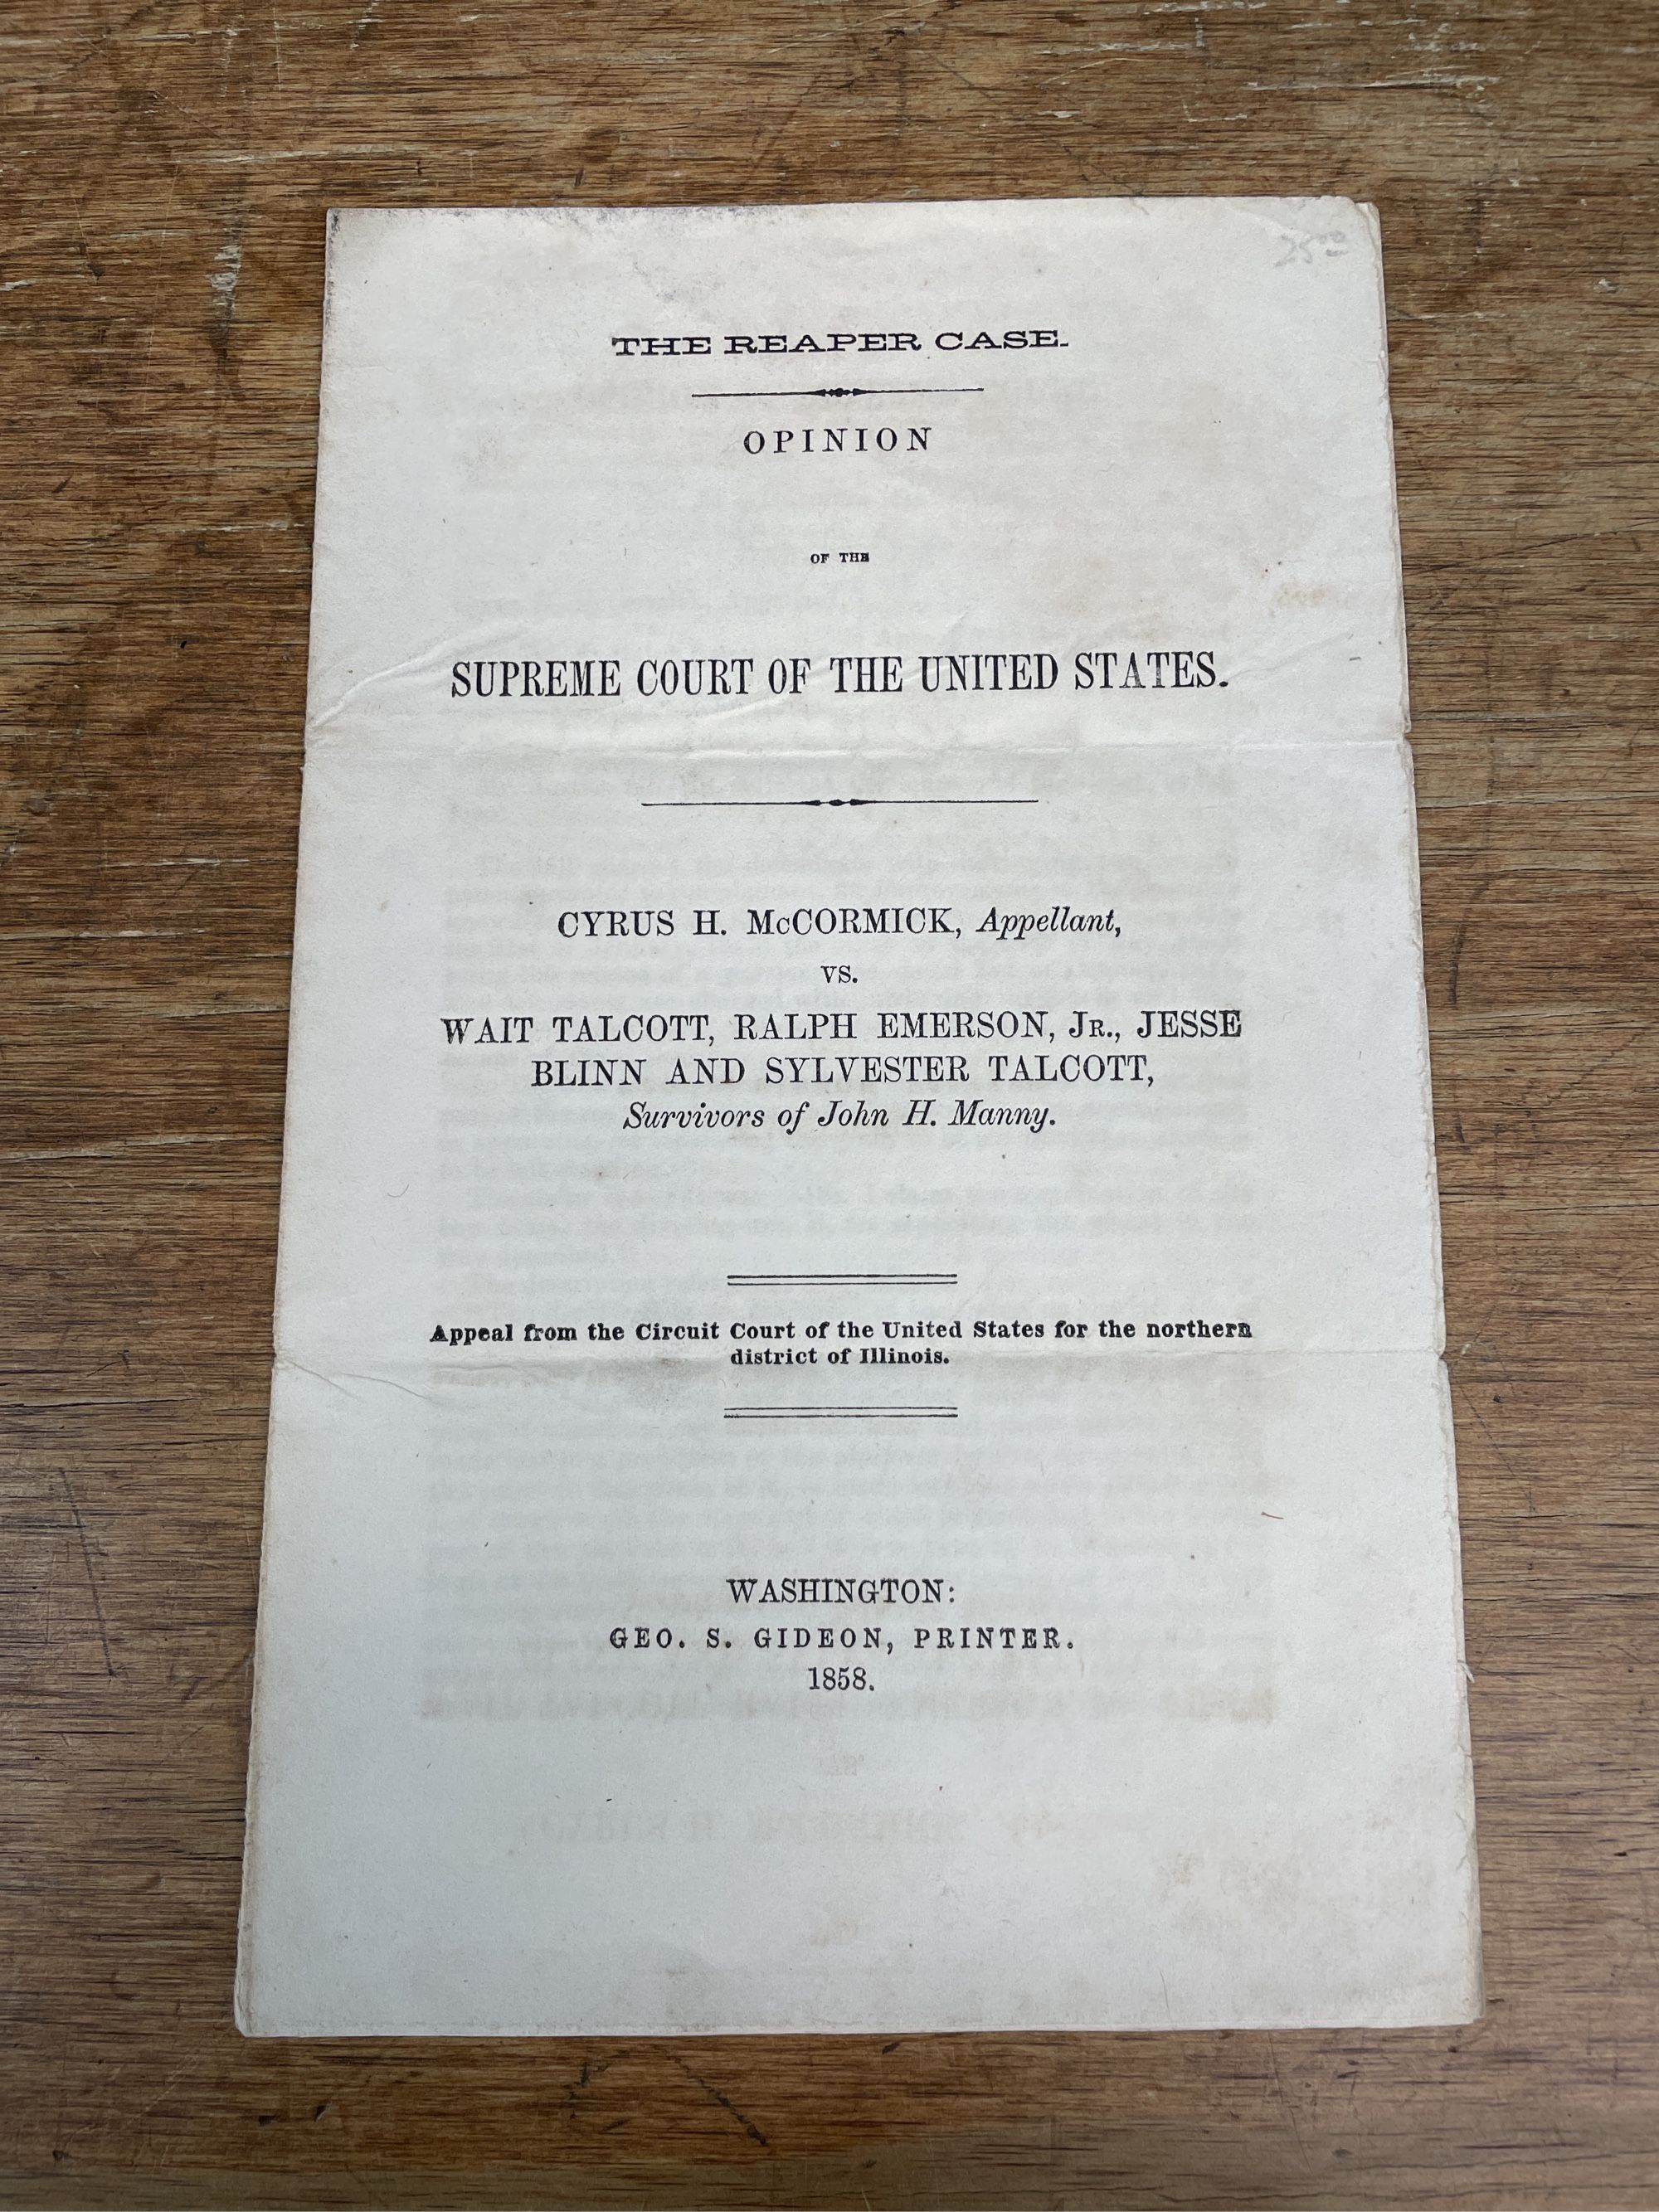 25⁰⁰
THE REAPER CASE.
OPINION
OF THE
SUPREME COURT OF THE UNITED STATES.
CYRUS H. McCORMICK, Appellant,
VS.
WAIT TALCOTT, RALPH EMERSON, JR., JESSE
BLINN AND SYLVESTER TALCOTT,
Survivors of John H. Manny.
Appeal from the Circuit Court of the United States for the northern
district of Illinois.
WASHINGTON:
GEO. S. GIDEON, PRINTER.
1858.